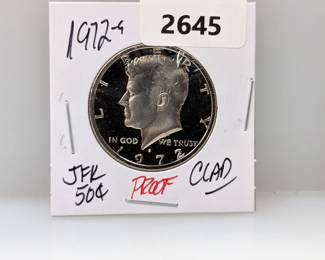 2645
1972-S
LIBERTY
IN GOD WE TRUST
1972
JFK
50¢
PROOF
CLAD